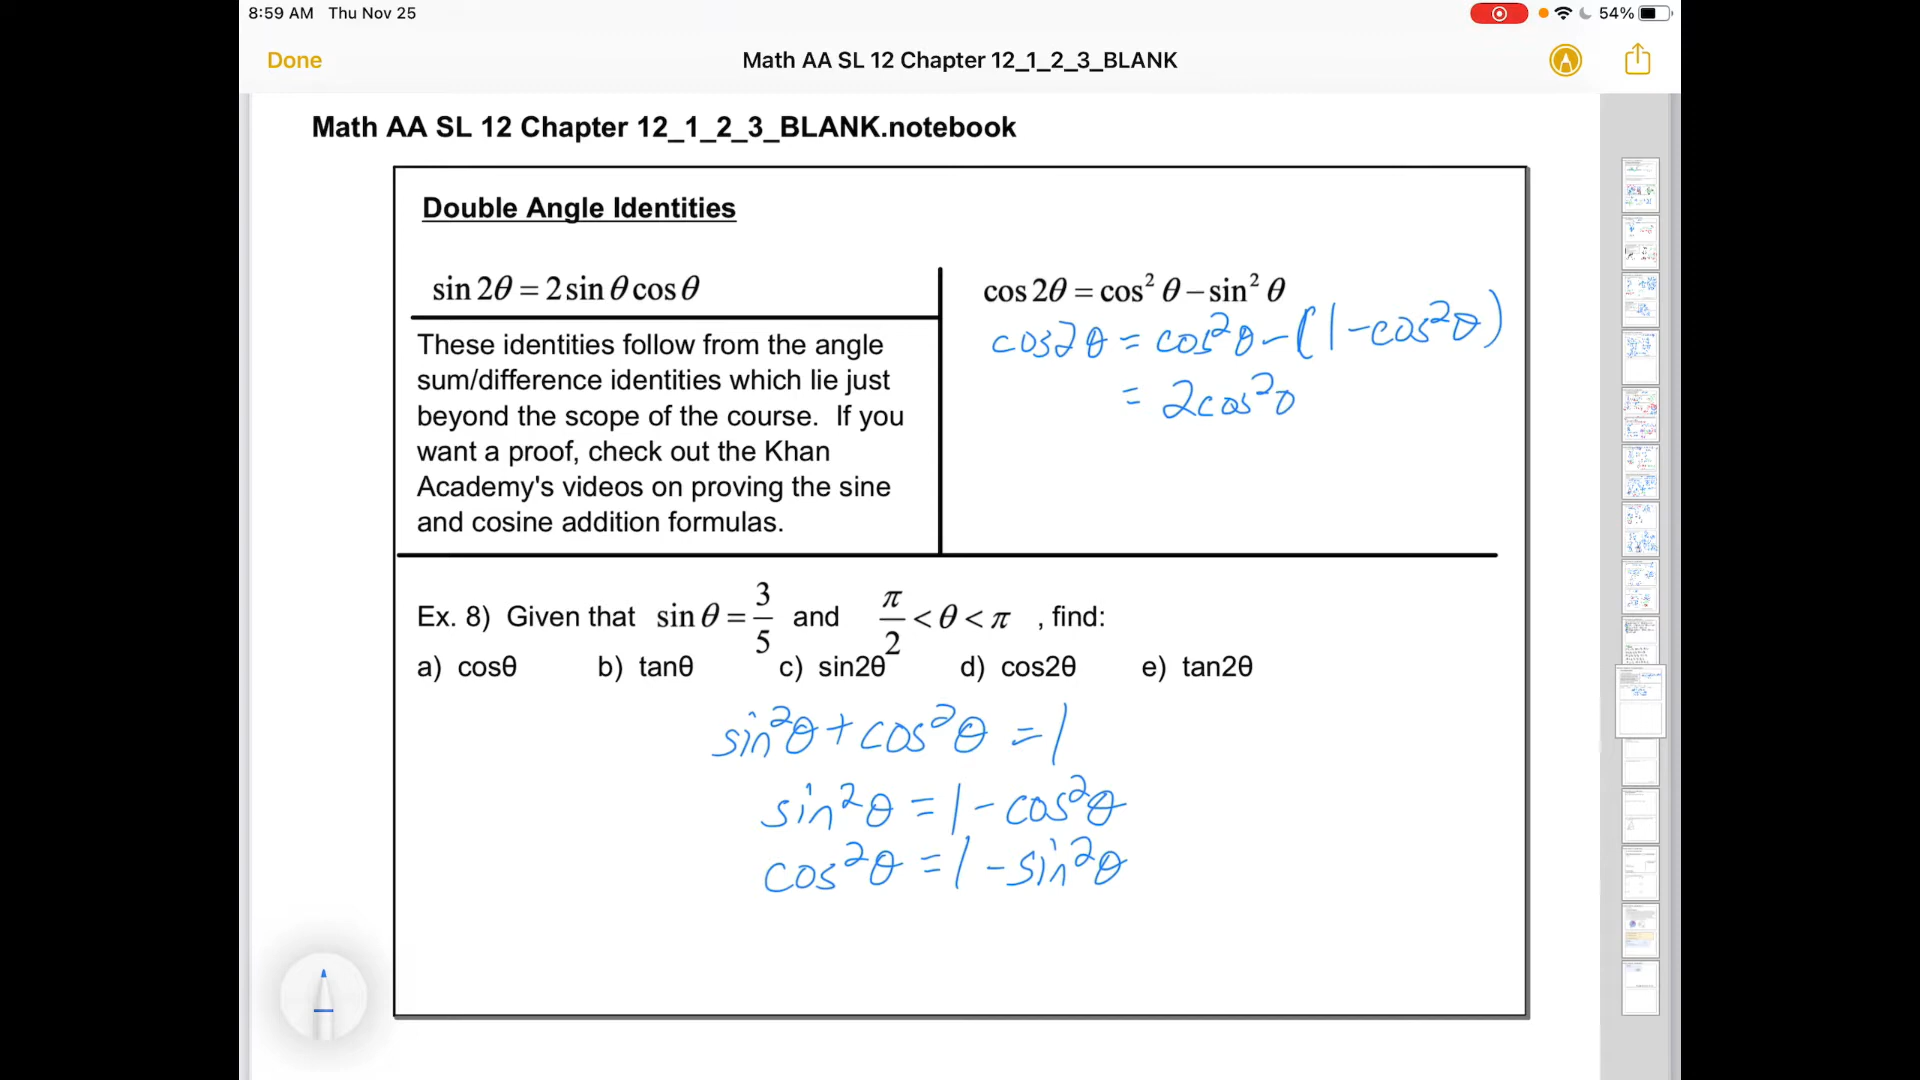 8:59 AM Thu Nov 25
54%
Done
Math AA SL 12 Chapter 12_1_2_3_BLANK
Math AA SL 12 Chapter 12_1_2_3_BLANK.notebook
Double Angle Identities
sin 2θ = 2 sin θ cos θ
These identities follow from the angle
sum/difference identities which lie just
beyond the scope of the course. If you
want a proof, check out the Khan
Academy's videos on proving the sine
and cosine addition formulas.
cos 2θ = cos² θ – sin² θ
cos2θ = cos²θ – (1 – cos²θ)
= 2cos²θ
Ex. 8) Given that sin θ = 3/5 and π/2 < θ < π , find:
a) cosθ b) tanθ c) sin2θ d) cos2θ e) tan2θ
sin²θ + cos²θ = 1
sin²θ = 1 – cos²θ
cos²θ = 1 – sin²θ